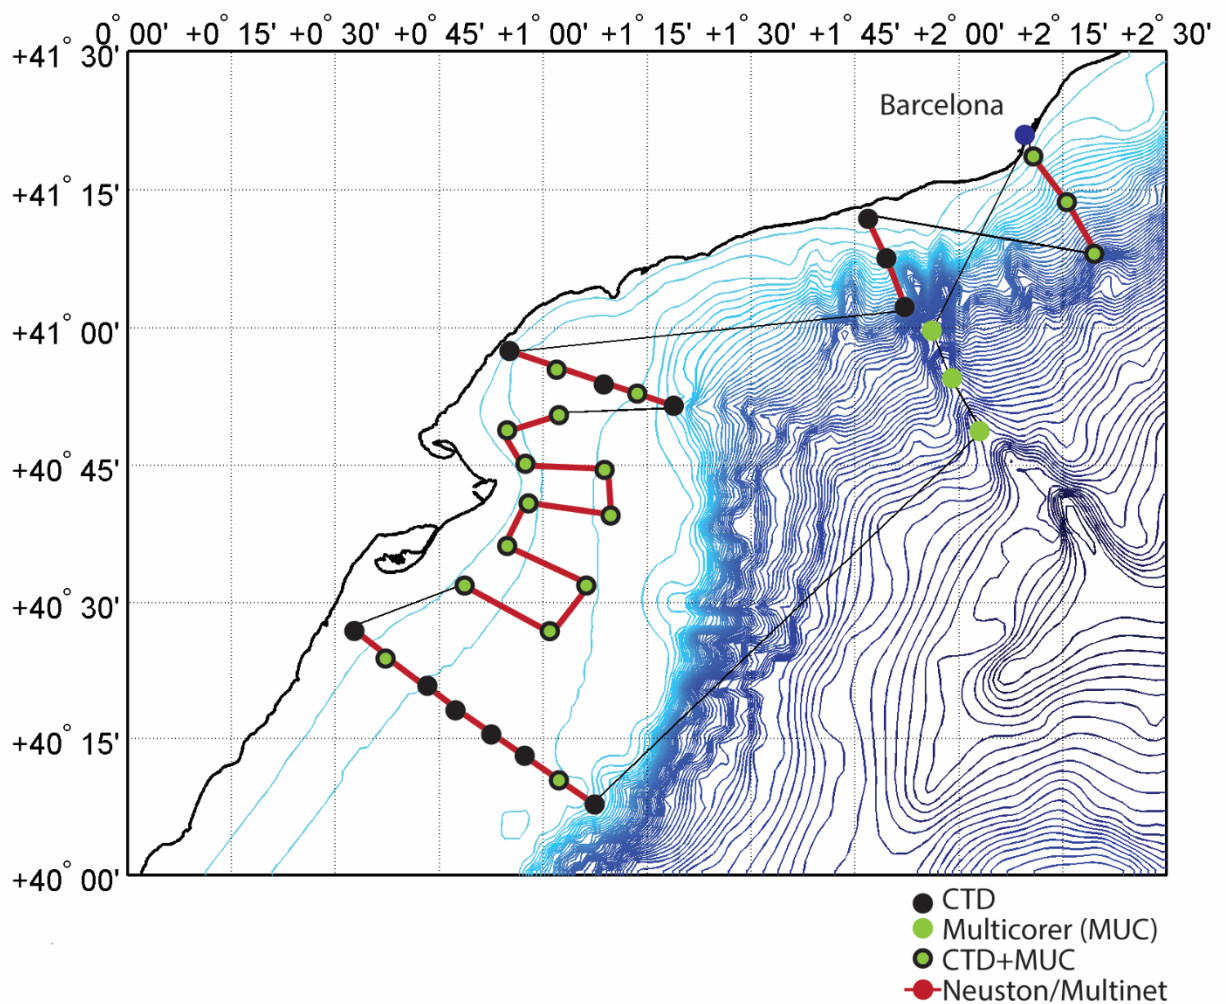 0° 00' +0° 15' +0° 30' +0° 45' +1° 00' +1° 15' +1° 30' +1° 45' +2° 00' +2° 15' +2° 30'
+41° 30'
Barcelona
+41° 15'
+41° 00'
+40° 45'
+40° 30'
+40° 15'
+40° 00'
CTD
Multicorer (MUC)
CTD+MUC
Neuston/Multinet